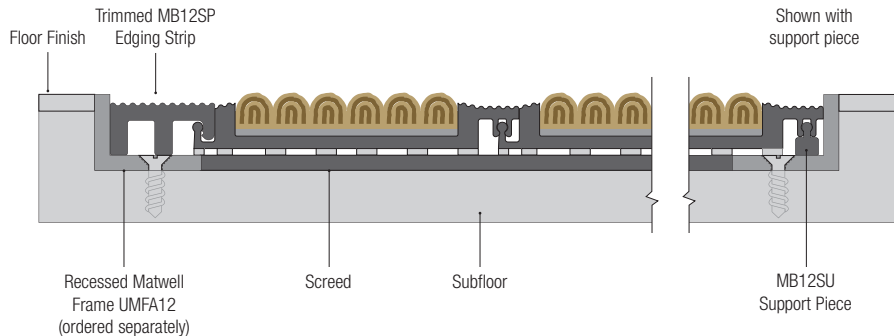 Trimmed MB12SP
Edging Strip
Floor Finish
Shown with
support piece
Recessed Matwell
Frame UMFA12
(ordered separately)
Screed
Subfloor
MB12SU
Support Piece